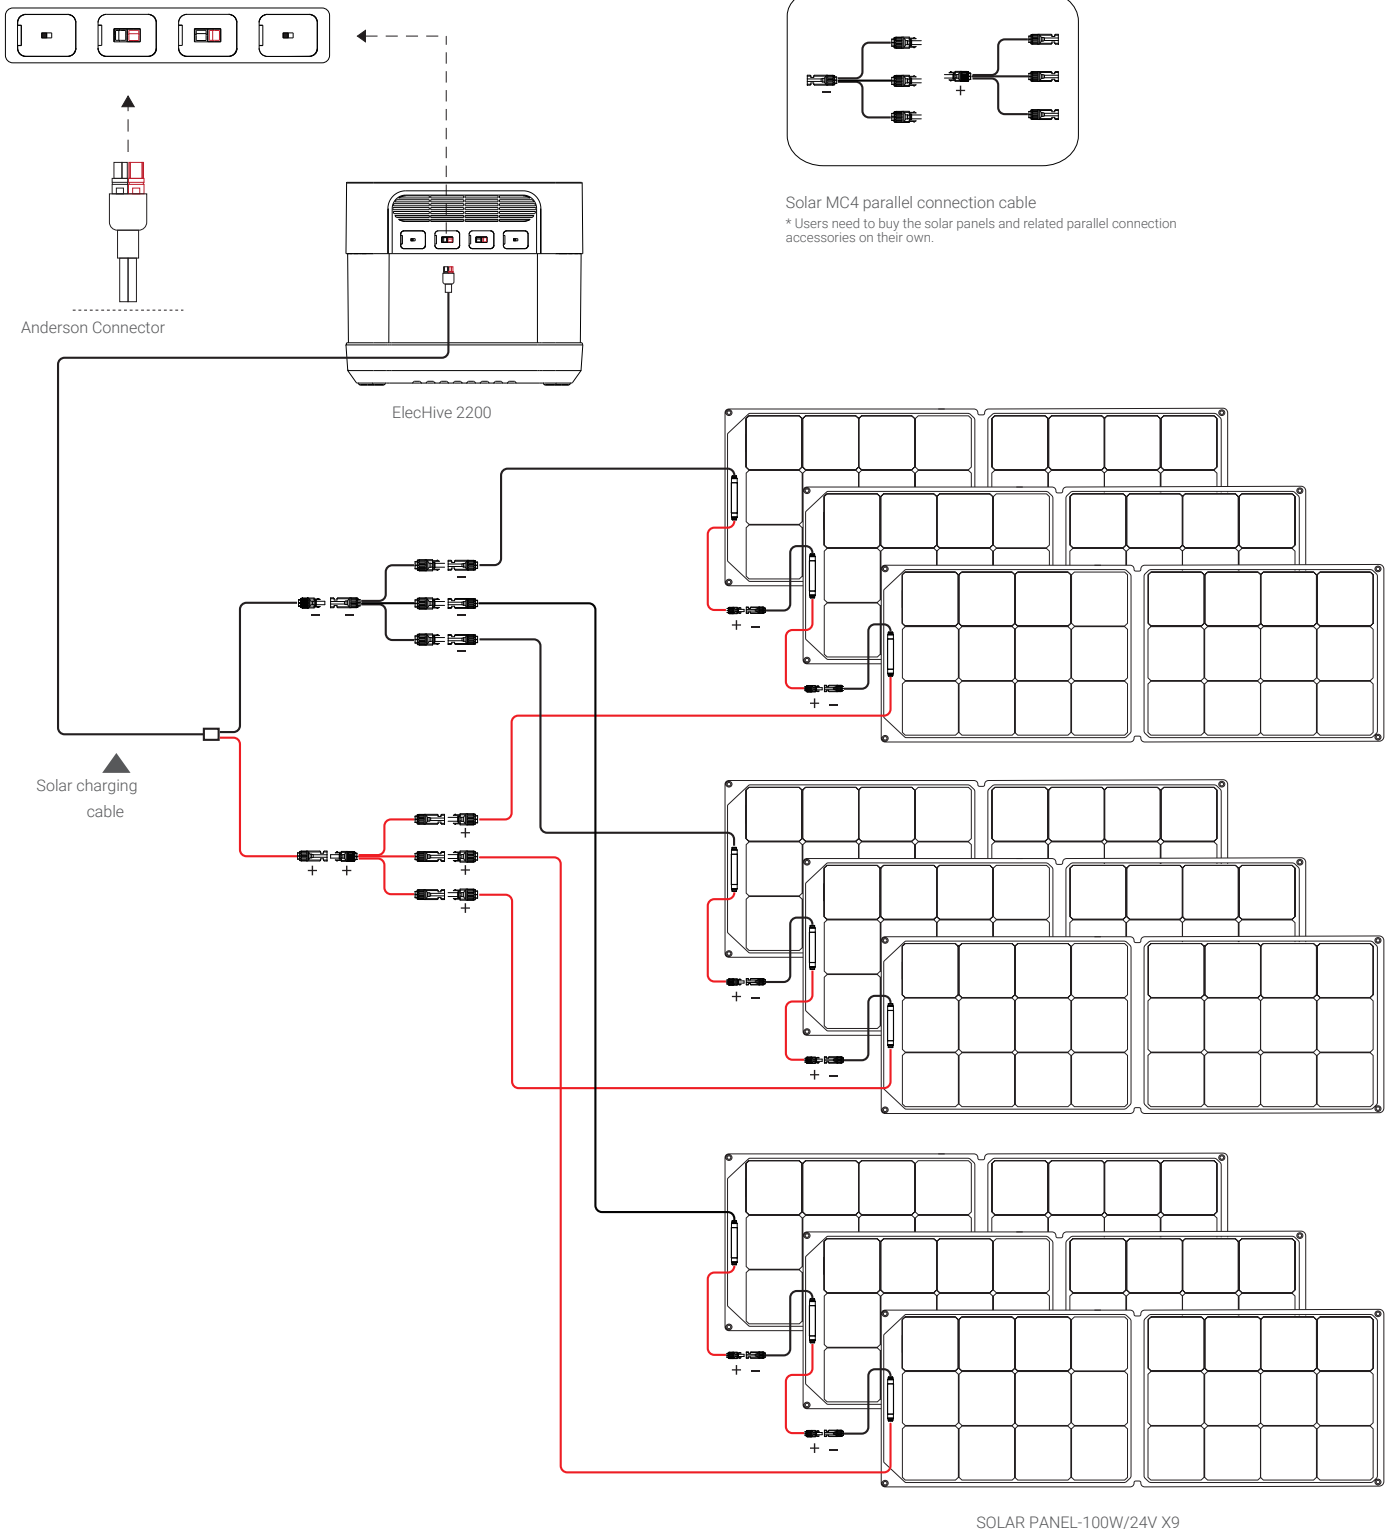 Solar MC4 parallel connection cable
* Users need to buy the solar panels and related parallel connection
accessories on their own.
Anderson Connector
ElecHive 2200
Solar charging
cable
SOLAR PANEL-100W/24V X9